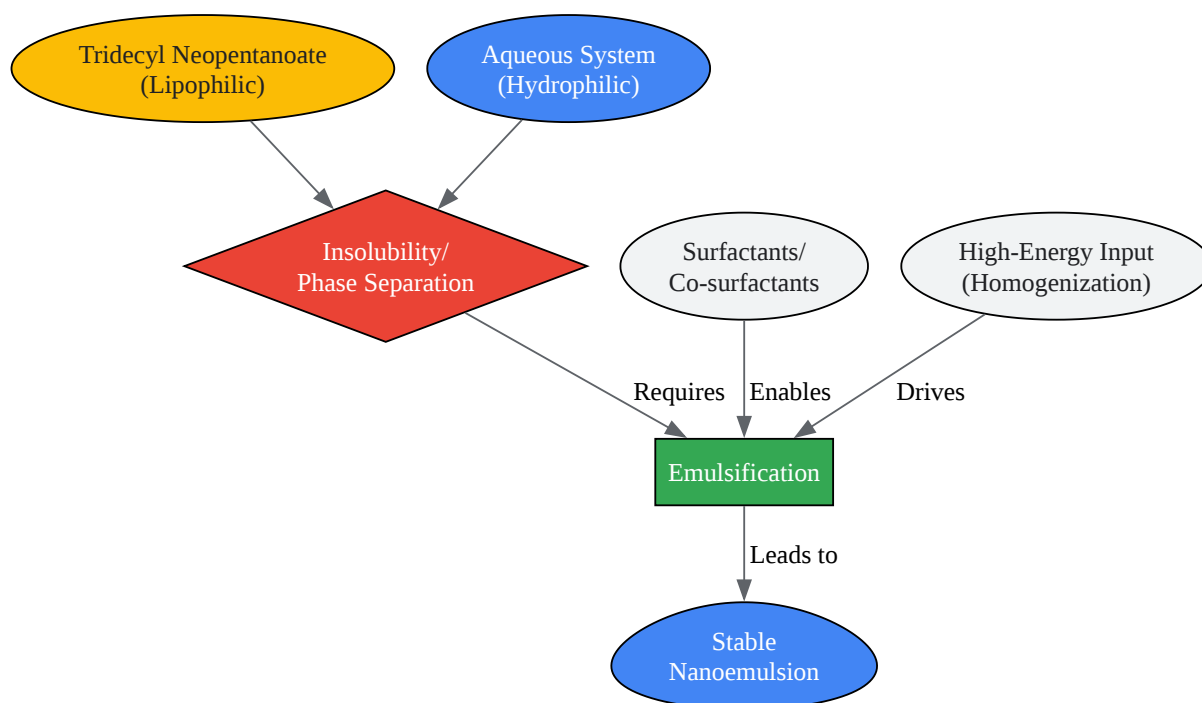 Tridecyl Neopentanoate
(Lipophilic)
Aqueous System
(Hydrophilic)
Insolubility/
Phase Separation
Surfactants/
Co-surfactants
High-Energy Input
(Homogenization)
Requires
Enables
Drives
Emulsification
Leads to
Stable
Nanoemulsion